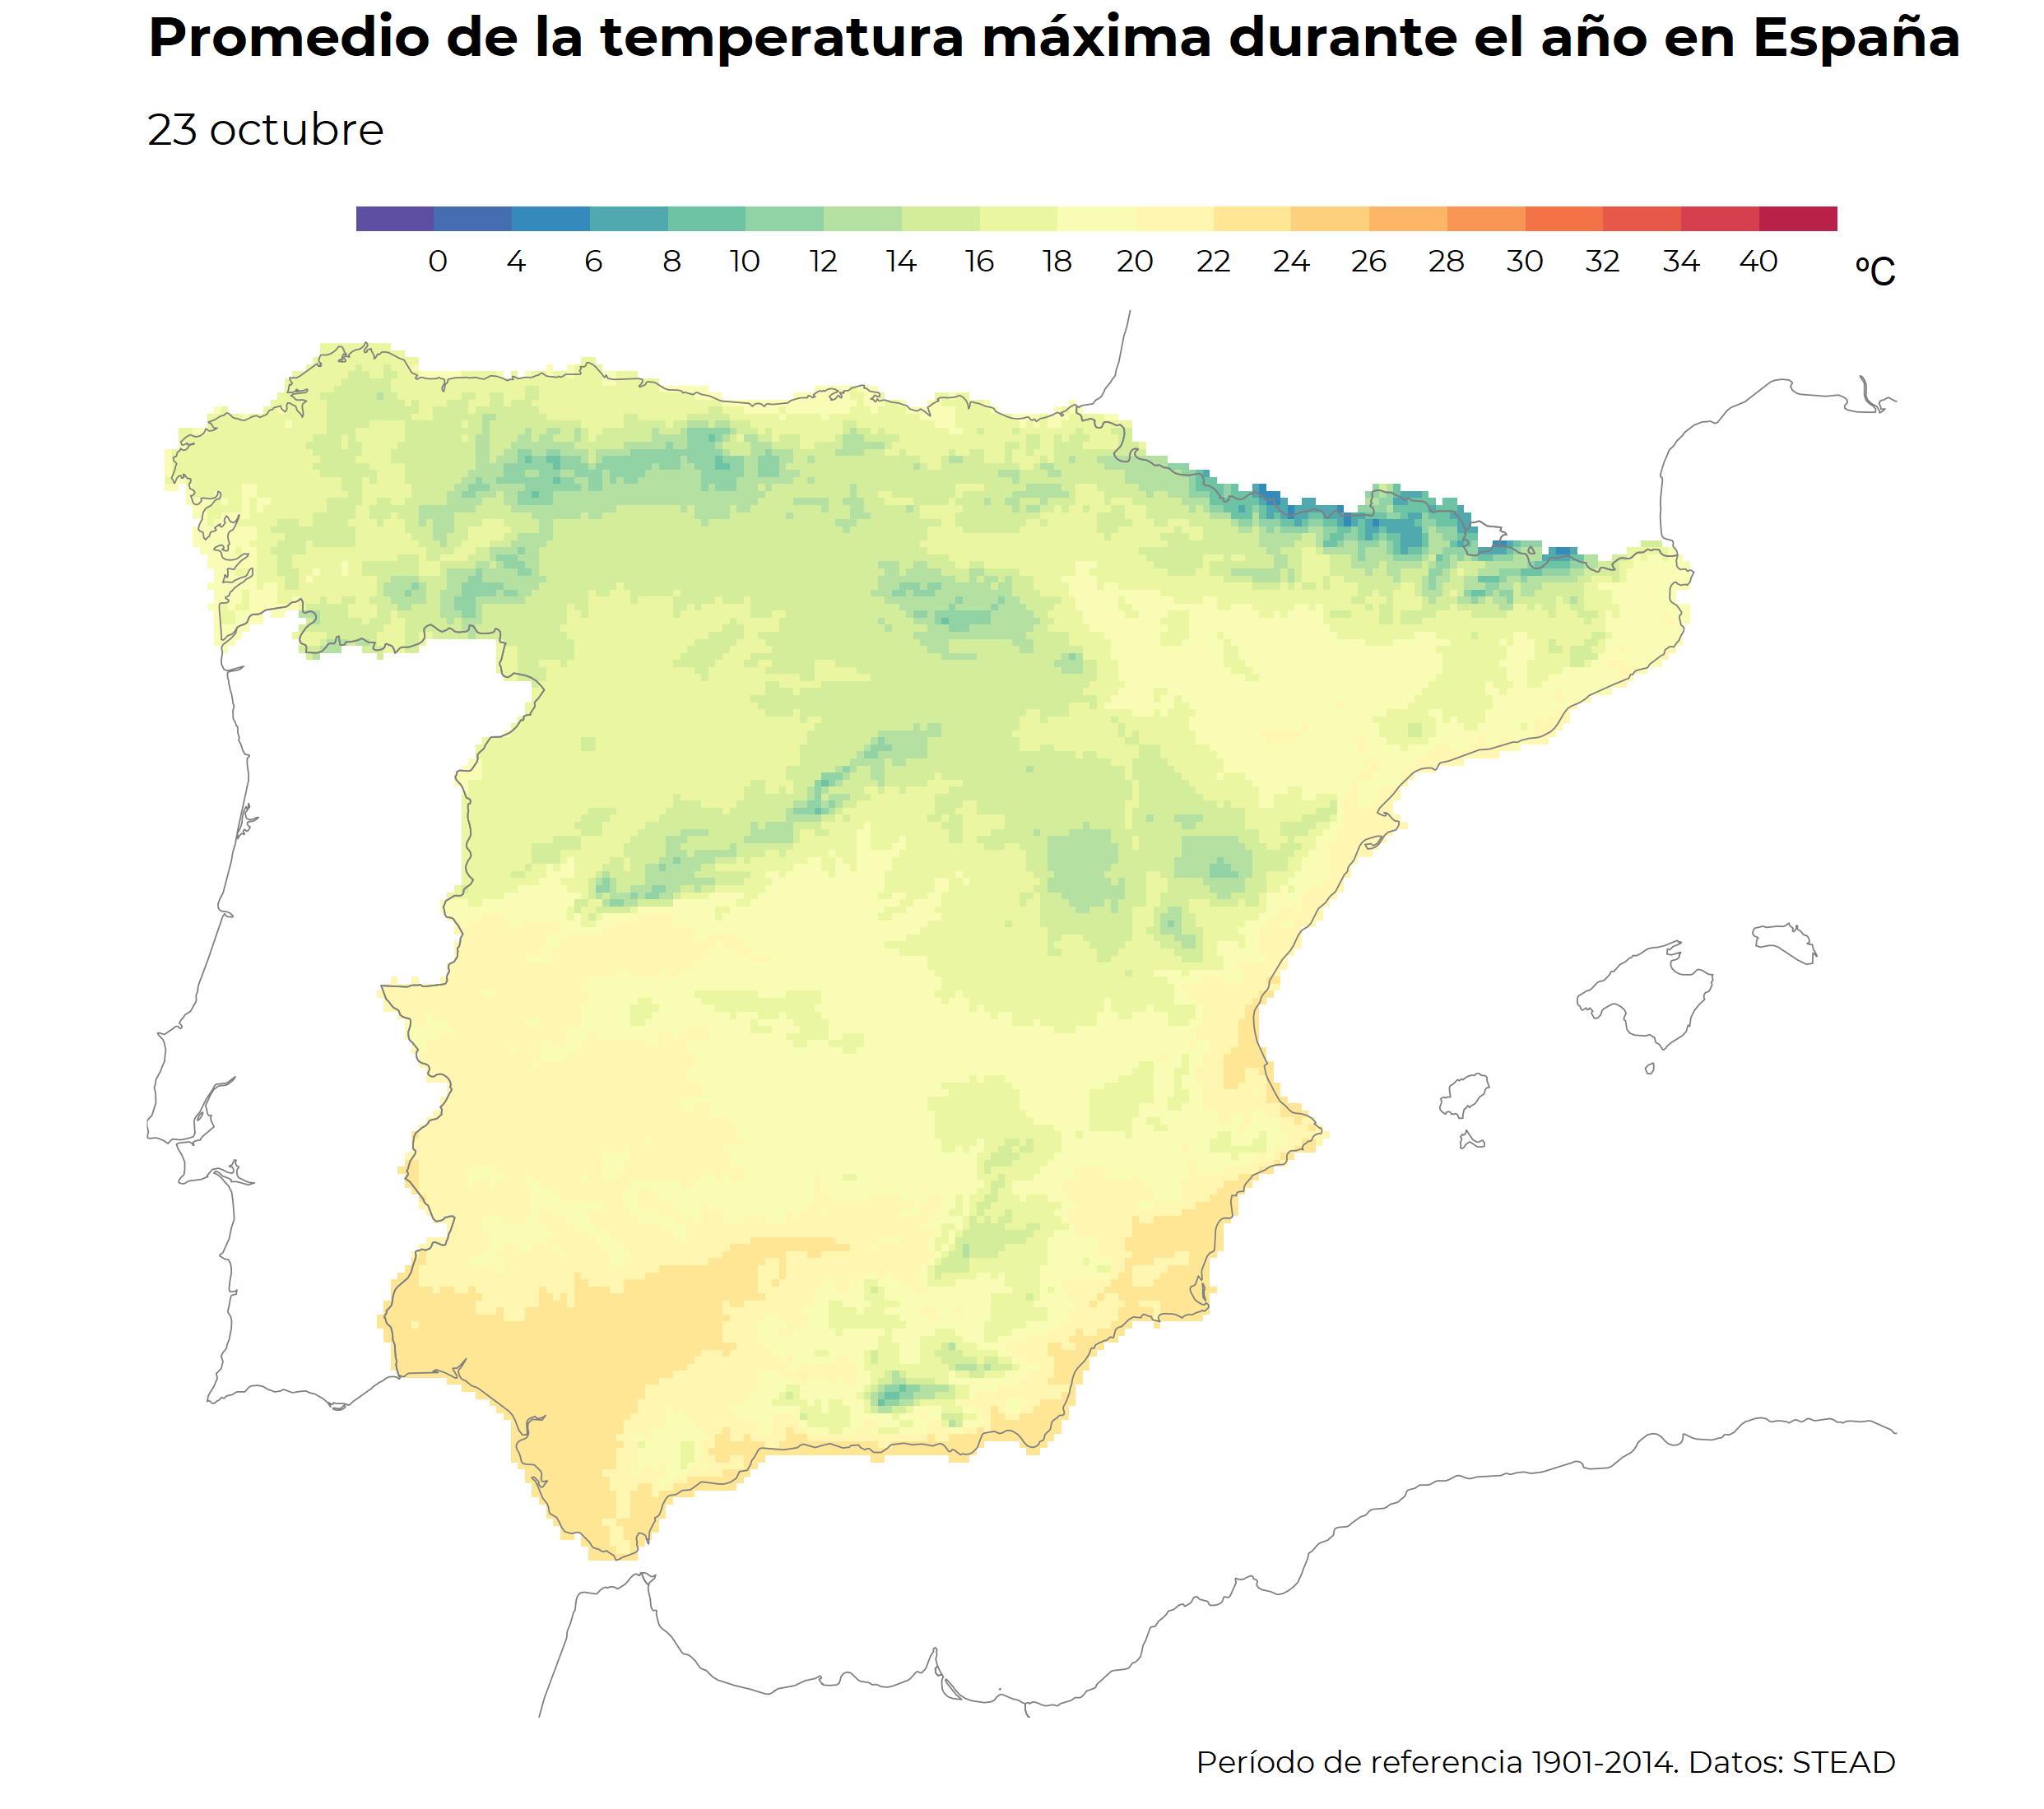 Promedio de la temperatura máxima durante el año en España
23 octubre
0 4 6 8 10 12 14 16 18 20 22 24 26 28 30 32 34 40 ºC
Período de referencia 1901-2014. Datos: STEAD